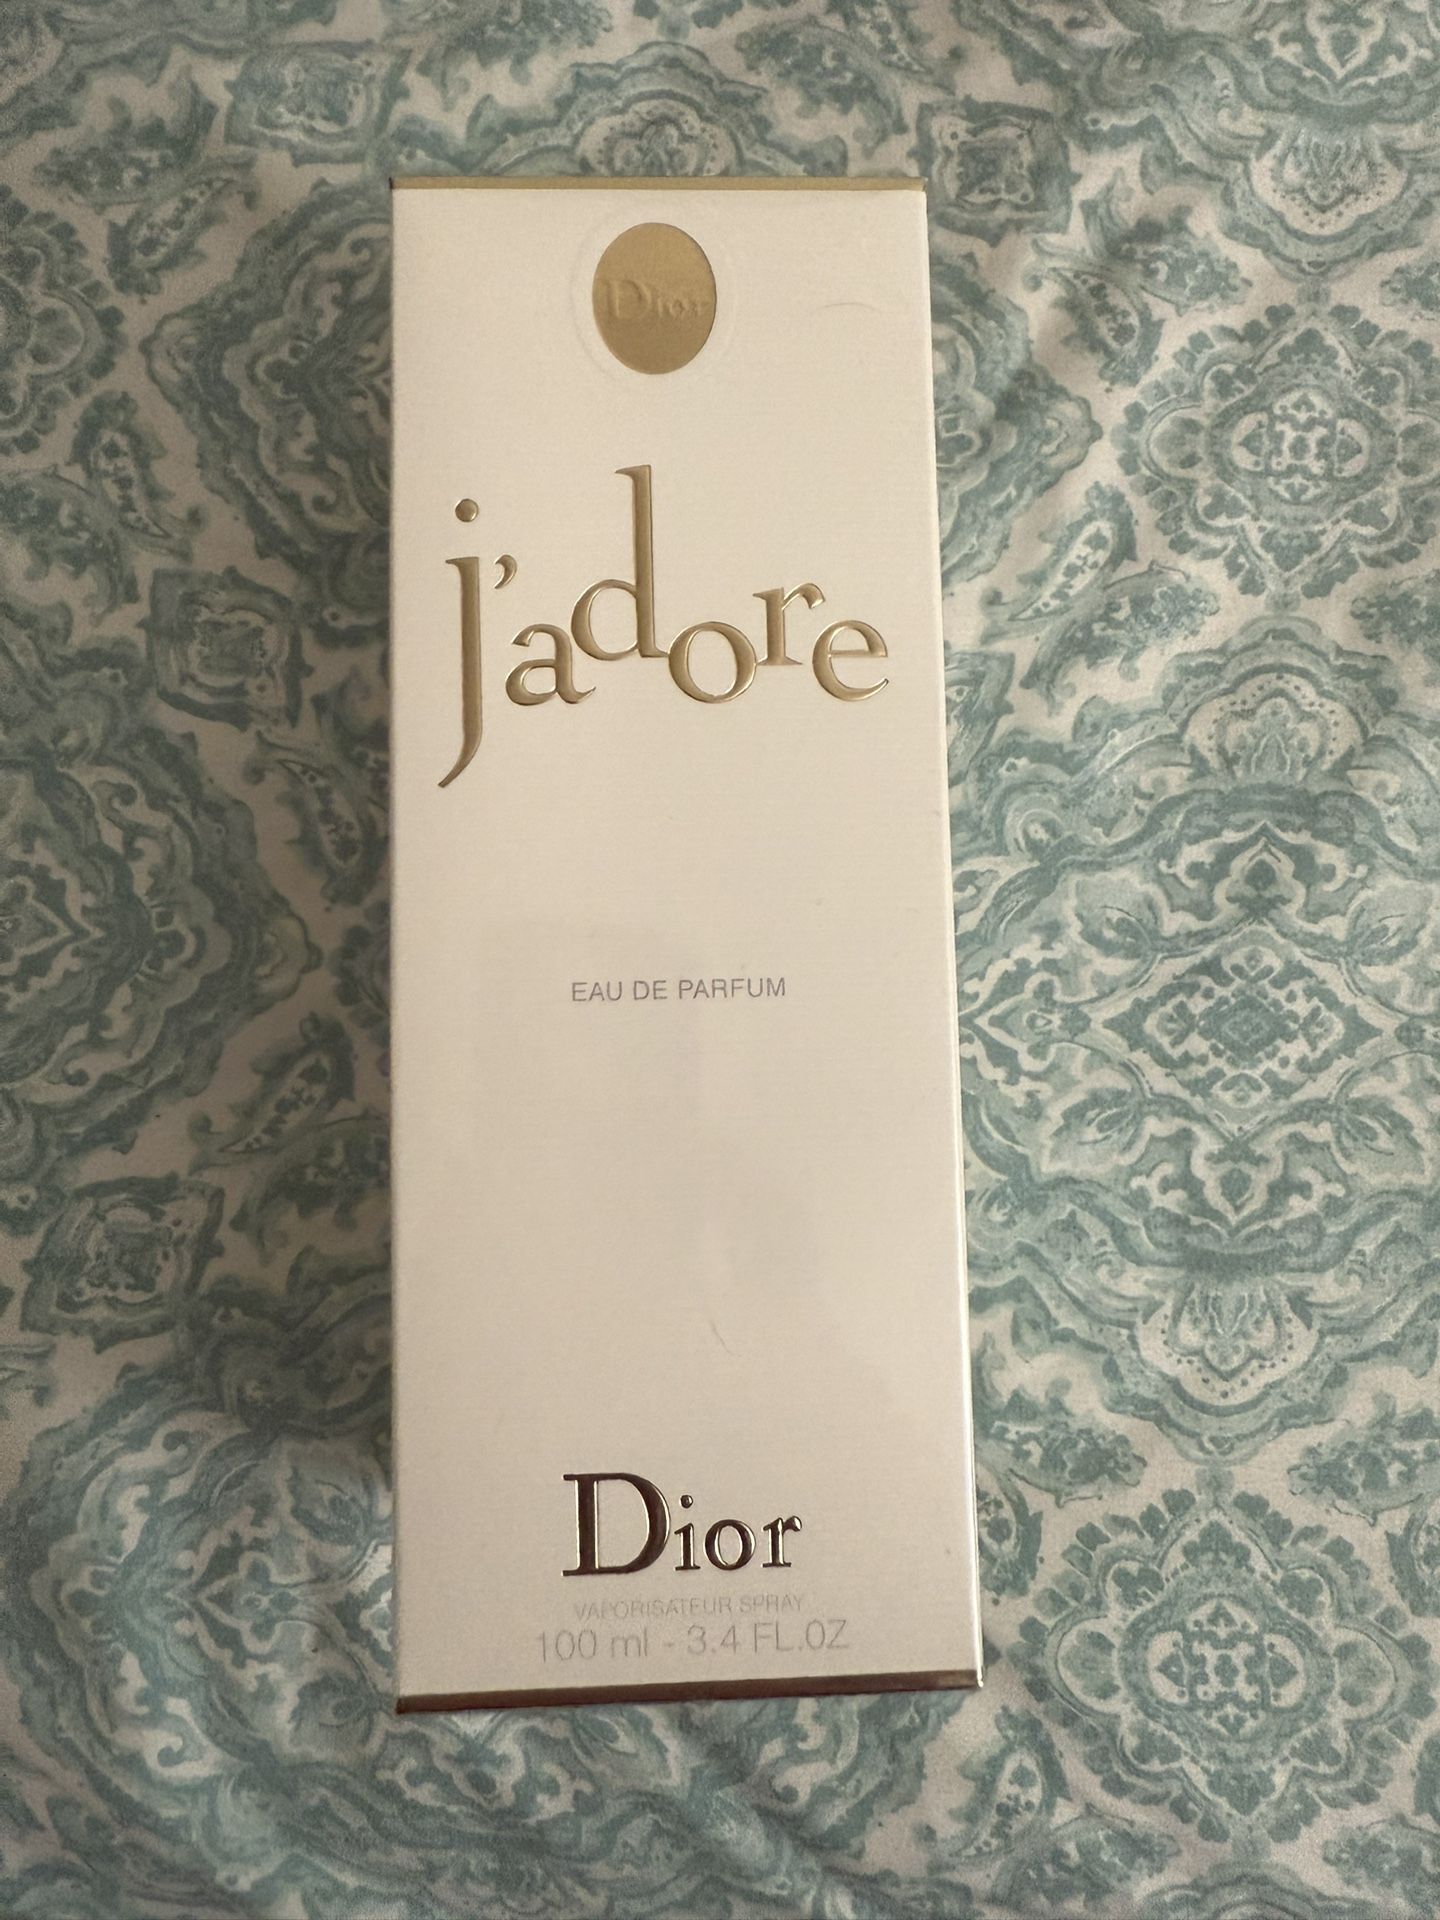 Dior
j'adore
EAU DE PARFUM
Dior
VAPORISATEUR SPRAY
100 ml - 3.4 FL.OZ